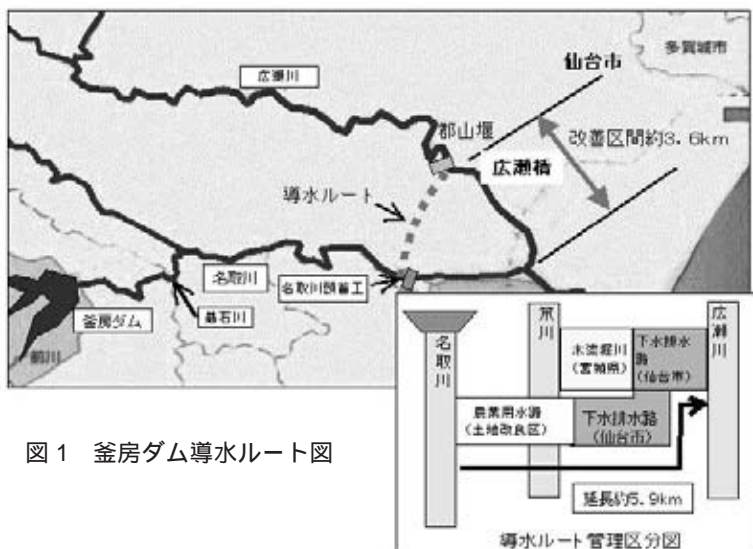 多賀城市
仙台市
広瀬川
郡山堰
改善区間約3.6km
広瀬橋
導水ルート
名取川
名取川頭首工
碁石川
釜房ダム
前川
名取川
荒川
広瀬川
木流堀川
(宮城県)
下水排水
路
(仙台市)
農業用水路
(土地改良区)
下水排水路
(仙台市)
延長約5.9km
導水ルート管理区分図
図1 釜房ダム導水ルート図